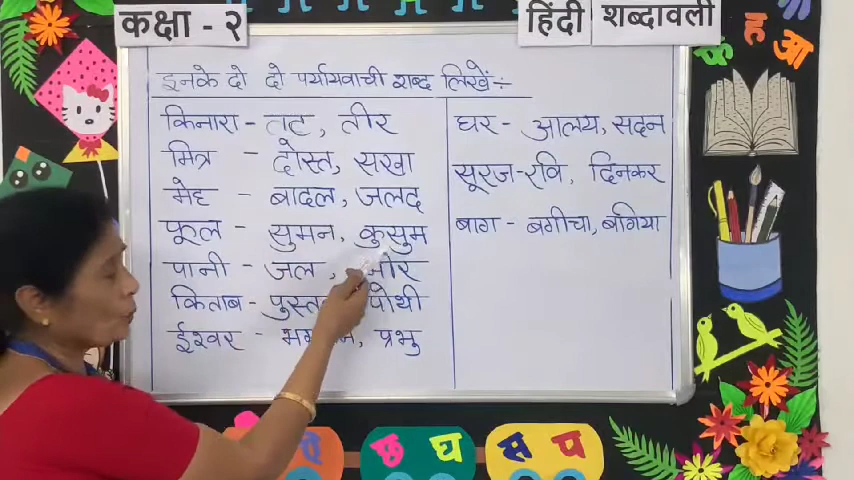 कक्षा - २
हिंदी शब्दावली
इनके दो दो पर्यायवाची शब्द लिखें :-
किनारा - तट, तीर
मित्र - दोस्त, सखा
मेह - बादल, जलद
फूल - सुमन, कुसुम
पानी - जल,
किताब - पोथी
ईश्वर - प्रभु
घर - आलय, सदन
सूरज - रवि, दिनकर
बाग - बगीचा, बगिया
ह
आ
छ घ
स प